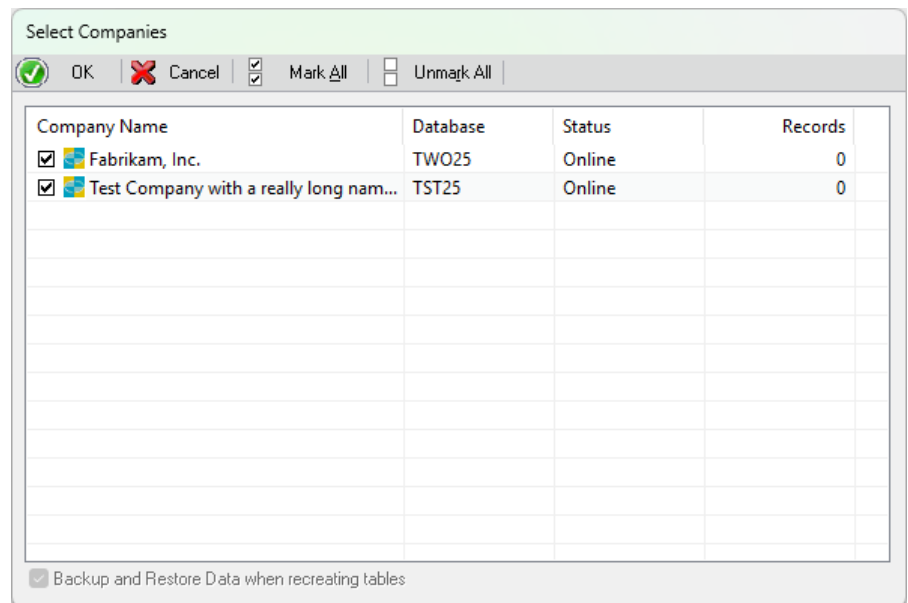 Select Companies
OK Cancel Mark All Unmark All
Company Name Database Status Records
Fabrikam, Inc. TWO25 Online 0
Test Company with a really long nam... TST25 Online 0
Backup and Restore Data when recreating tables